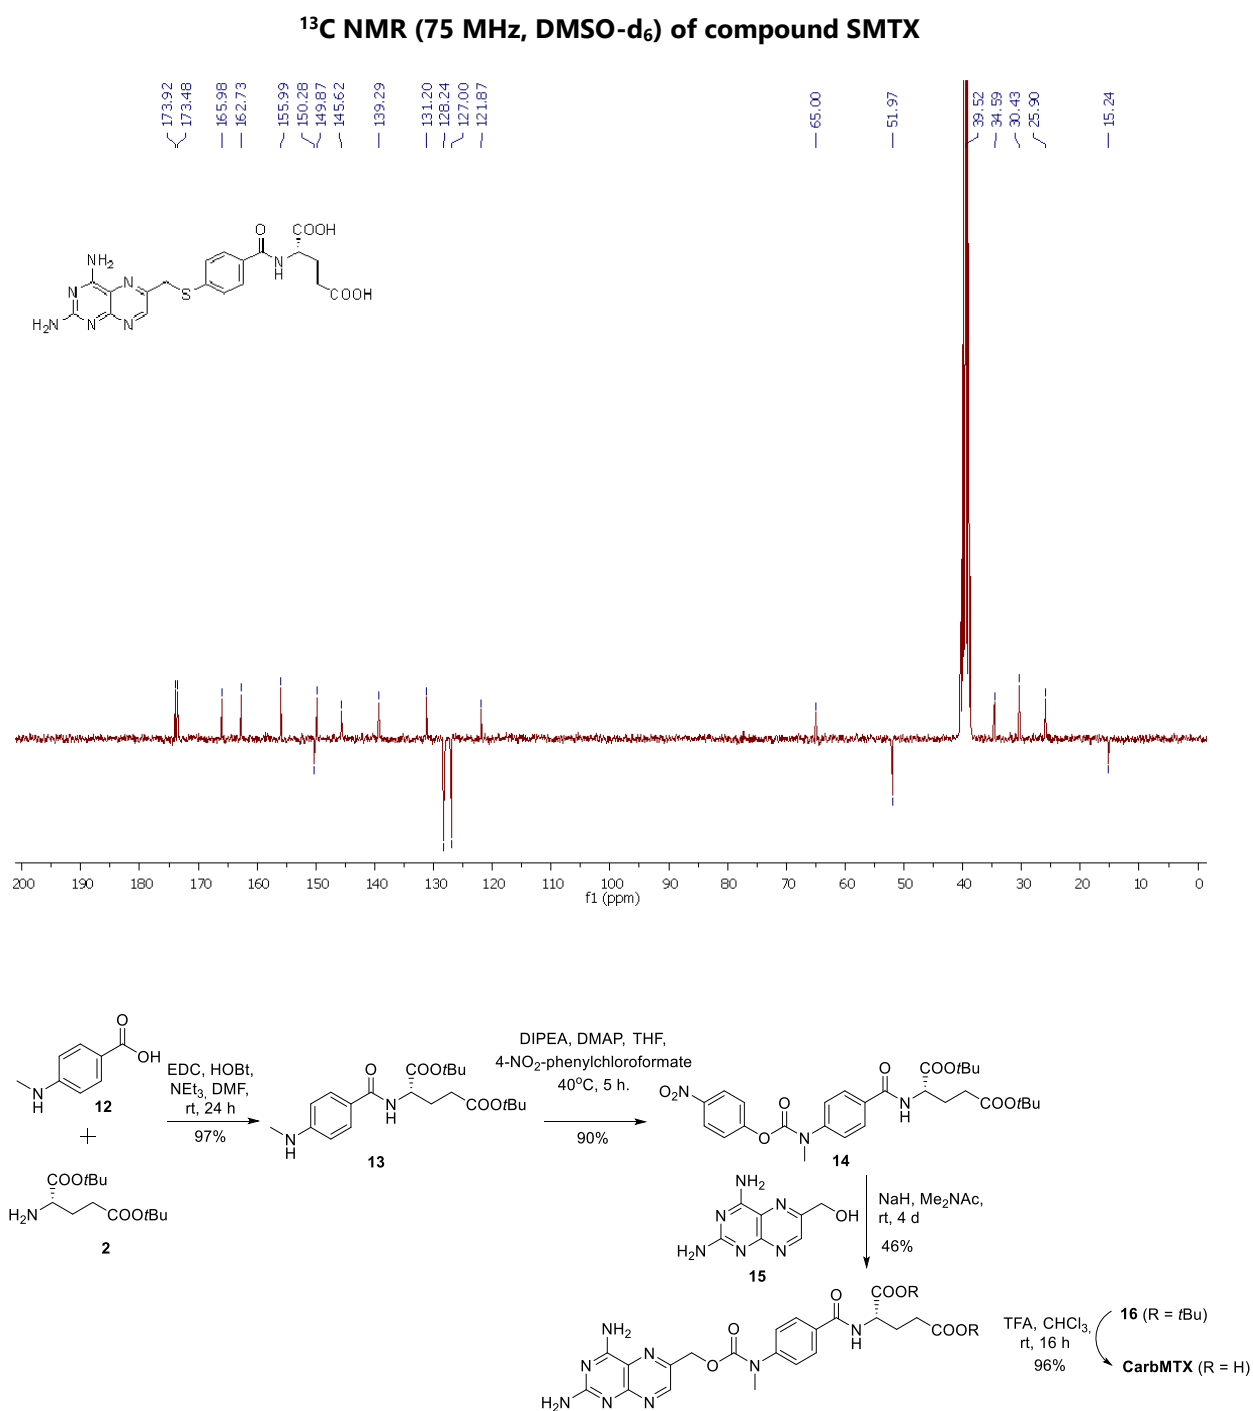 ¹³C NMR (75 MHz, DMSO-d₆) of compound SMTX
173.92
173.48
165.98
162.73
155.99
150.28
149.87
145.62
139.29
131.20
128.24
127.00
121.87
65.00
51.97
39.52
34.59
30.43
25.90
15.24
O
COOH
NH₂
N
H
N
N
S
COOH
H₂N
N
N
200 190 180 170 160 150 140 130 120 110 100 90 80 70 60 50 40 30 20 10 0
f1 (ppm)
O
OH
N
H
12
+
COOtBu
H₂N
COOtBu
2
EDC, HOBt,
NEt₃, DMF,
rt, 24 h
97%
O
COOtBu
N
H
COOtBu
N
H
13
DIPEA, DMAP, THF,
4-NO₂-phenylchloroformate
40°C, 5 h.
90%
O₂N
O
O
N
O
COOtBu
N
H
COOtBu
14
NH₂
N
N
OH
H₂N
N
N
15
NaH, Me₂NAc,
rt, 4 d
46%
O
COOR
NH₂
N
H
COOR
O
N
N
O
N
H₂N
N
N
TFA, CHCl₃,
rt, 16 h
96%
16 (R = tBu)
CarbMTX (R = H)